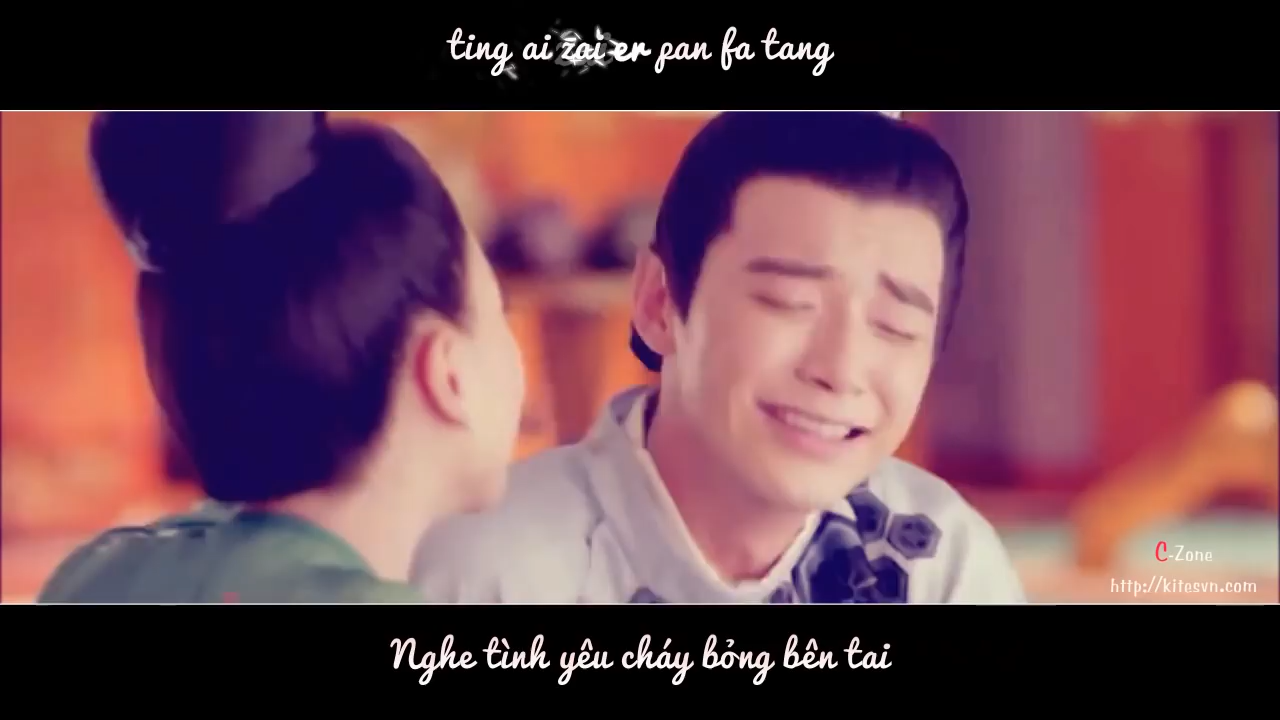 ting ai zai er pan fa tang
C-Zone
http://kitesvn.com
Nghe tình yêu cháy bỏng bên tai